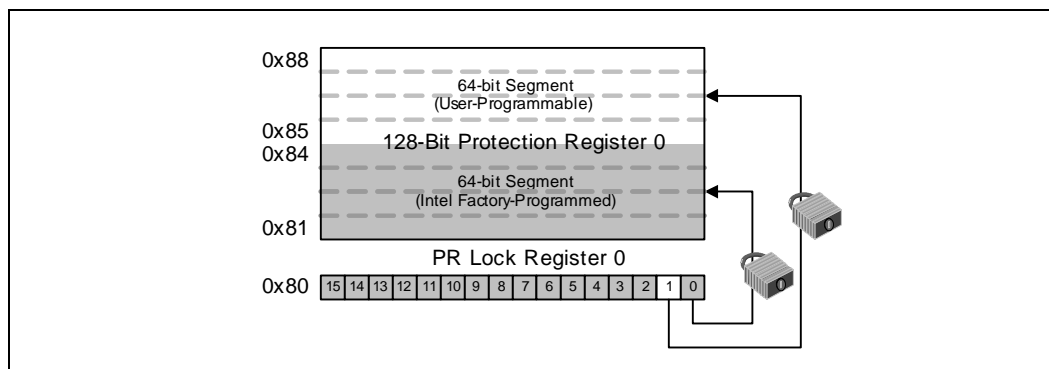 0x88
64-bit Segment
(User-Programmable)
0x85
128-Bit Protection Register 0
0x84
64-bit Segment
(Intel Factory-Programmed)
0x81
PR Lock Register 0
0x80 15 14 13 12 11 10 9 8 7 6 5 4 3 2 1 0